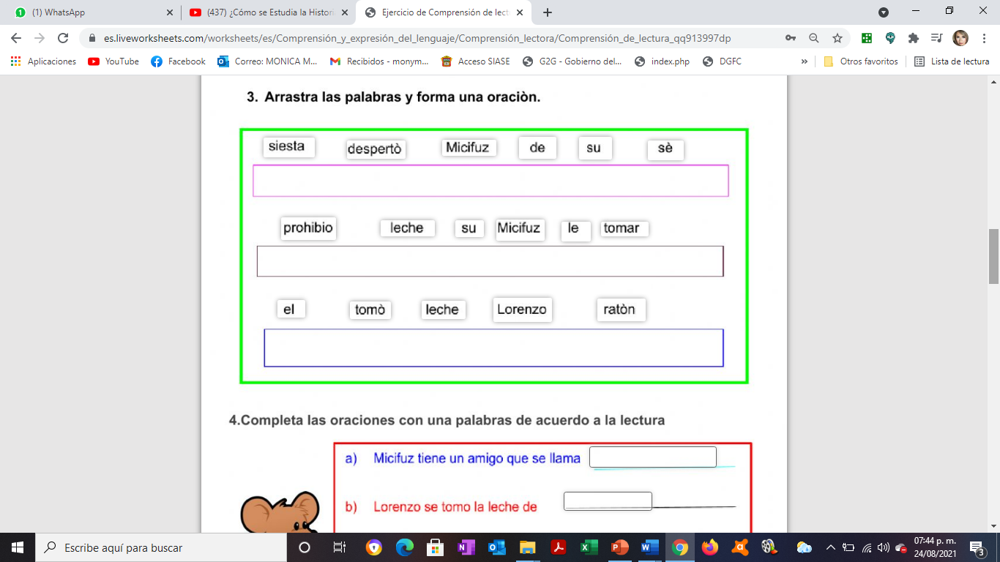 (1) WhatsApp
(437) ¿Cómo se Estudia la Histori
Ejercicio de Comprensión de lect
es.liveworksheets.com/worksheets/es/Comprensión_y_expresión_del_lenguaje/Comprensión_lectora/Comprensión_de_lectura_qq913997dp
Aplicaciones YouTube Facebook Correo: MONICA M... Recibidos - monym... Acceso SIASE G2G - Gobierno del... index.php DGFC » Otros favoritos Lista de lectura
3. Arrastra las palabras y forma una oraciòn.
siesta despertò Micifuz de su sè
prohibio leche su Micifuz le tomar
el tomò leche Lorenzo ratòn
4.Completa las oraciones con una palabras de acuerdo a la lectura
a) Micifuz tiene un amigo que se llama
b) Lorenzo se tomo la leche de
Escribe aquí para buscar
07:44 p. m.
24/08/2021
3